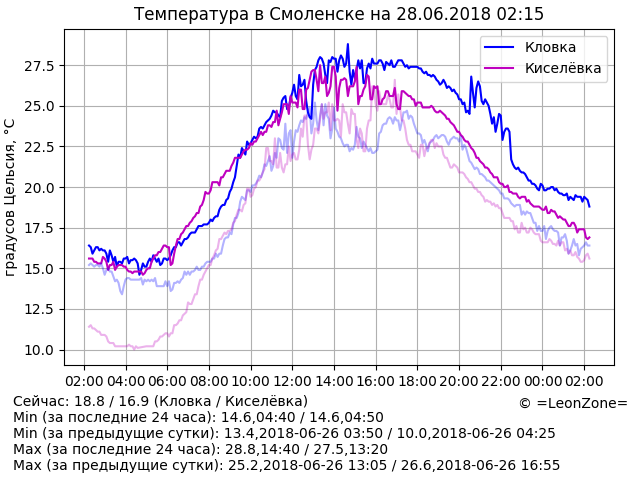 Температура в Смоленске на 28.06.2018 02:15
Кловка
Киселёвка
градусов Цельсия, °C
27.5
25.0
22.5
20.0
17.5
15.0
12.5
10.0
02:00 04:00 06:00 08:00 10:00 12:00 14:00 16:00 18:00 20:00 22:00 00:00 02:00
Сейчас: 18.8 / 16.9 (Кловка / Киселёвка)
© =LeonZone=
Min (за последние 24 часа): 14.6,04:40 / 14.6,04:50
Min (за предыдущие сутки): 13.4,2018-06-26 03:50 / 10.0,2018-06-26 04:25
Max (за последние 24 часа): 28.8,14:40 / 27.5,13:20
Max (за предыдущие сутки): 25.2,2018-06-26 13:05 / 26.6,2018-06-26 16:55